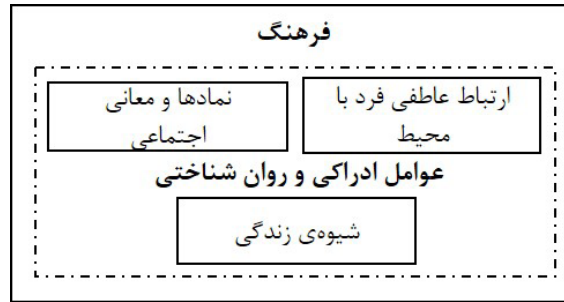 فرهنگ
ارتباط عاطفی فرد با
محیط
نمادها و معانی
اجتماعی
عوامل ادراکی و روان شناختی
شیوه‌ی زندگی